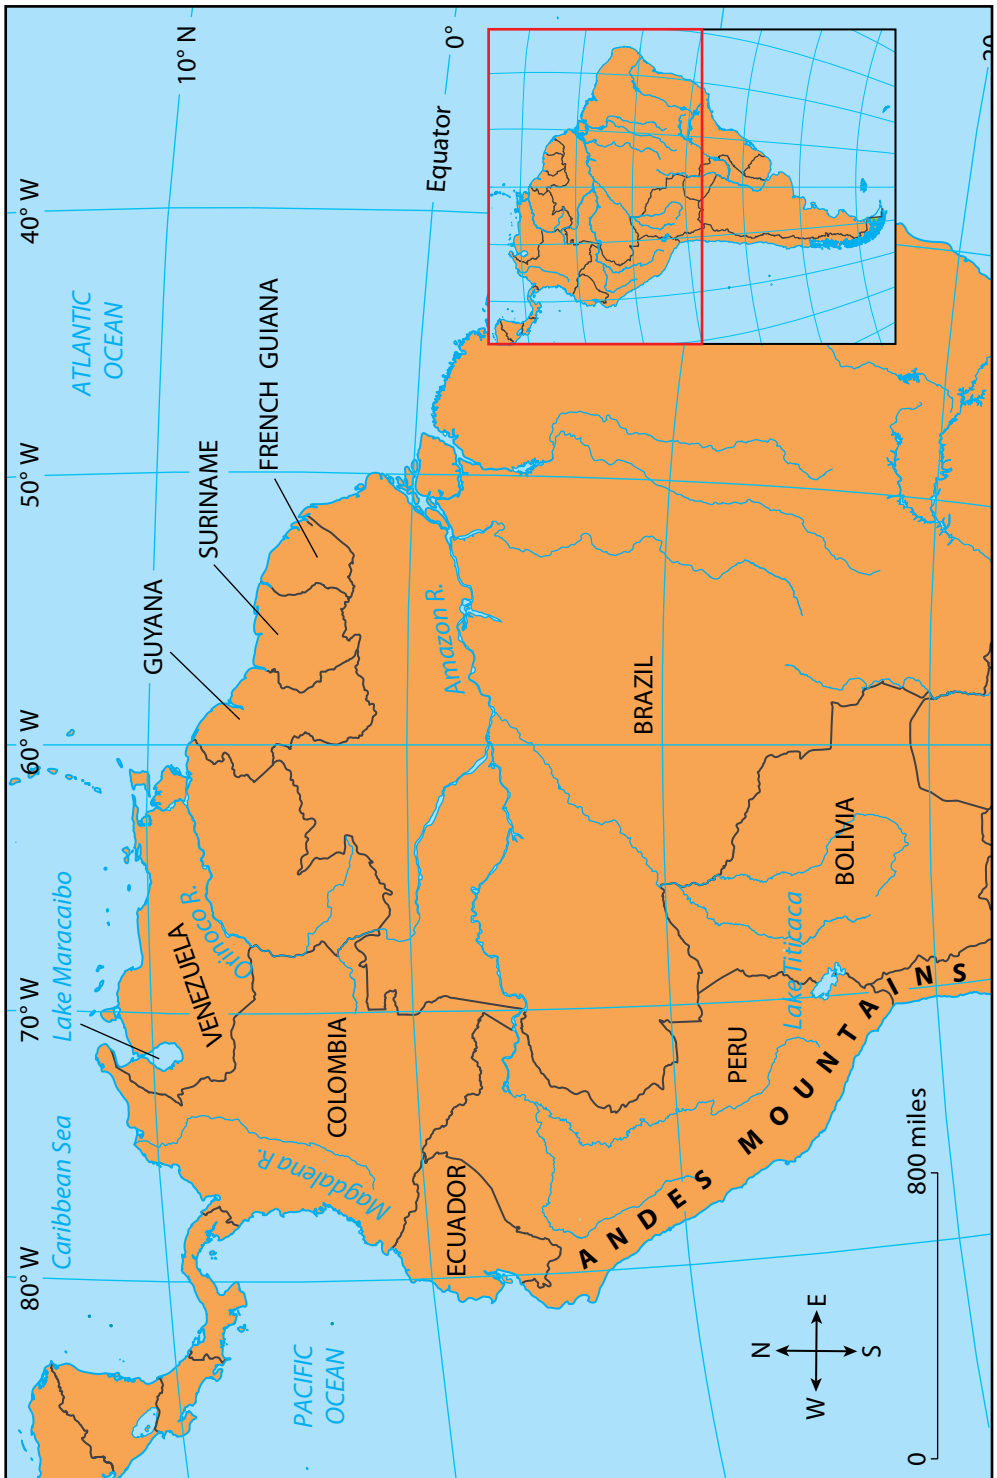 80° W
70° W
60° W
50° W
40° W
Caribbean Sea
Lake Maracaibo
ATLANTIC
OCEAN
GUYANA
10° N
VENEZUELA
Orinoco R.
SURINAME
FRENCH GUIANA
PACIFIC
OCEAN
Magdalena R.
COLOMBIA
Equator
0°
ECUADOR
Amazon R.
ANDES MOUNTAINS
BRAZIL
PERU
Lake Titicaca
BOLIVIA
N
W
E
S
0
800 miles